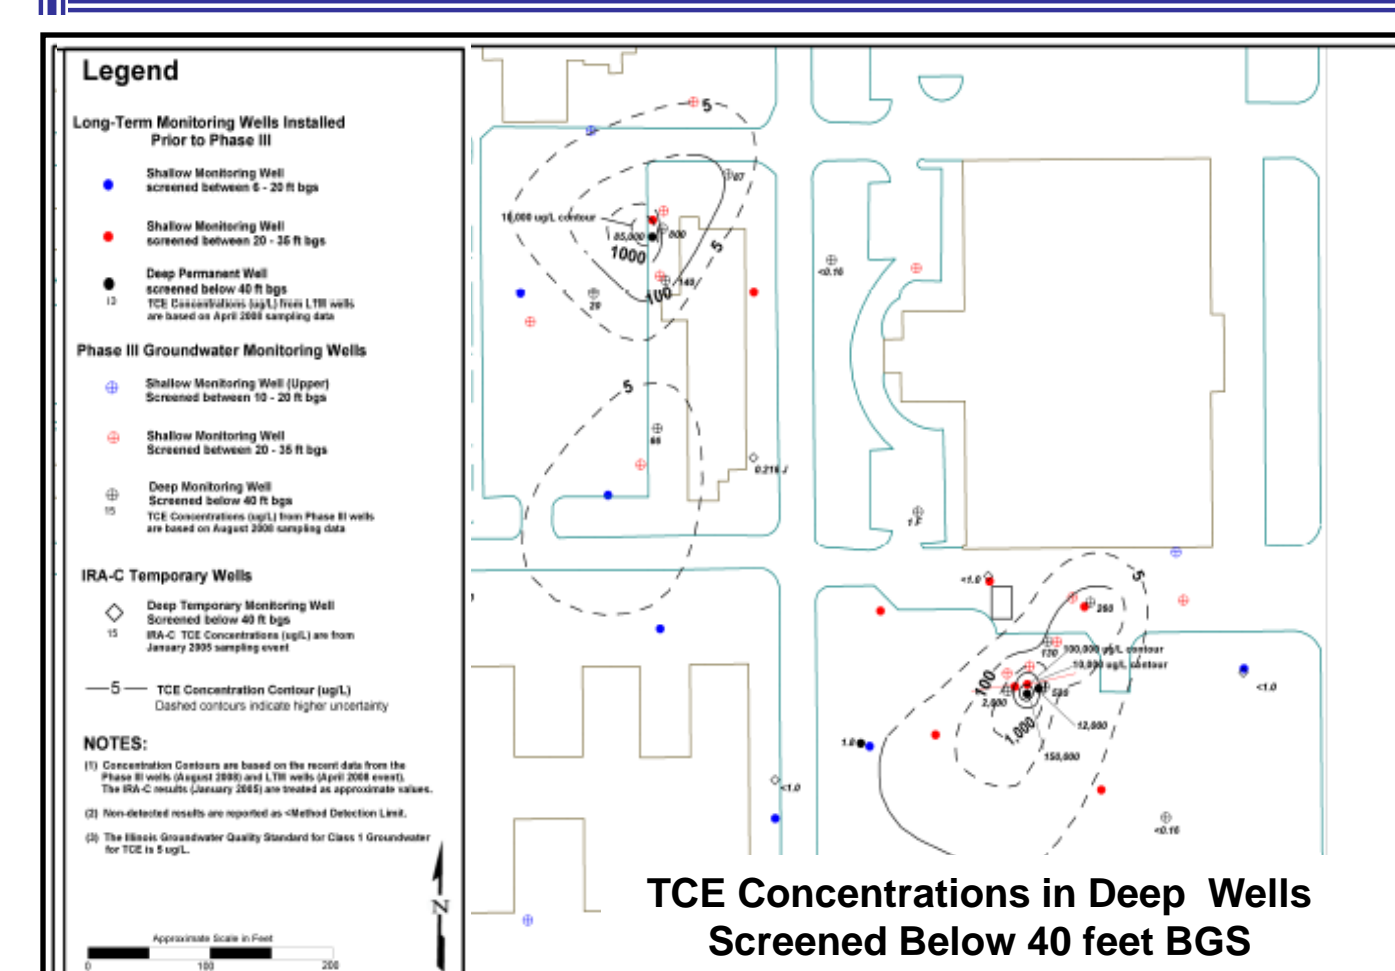 Legend
Long-Term Monitoring Wells Installed
Prior to Phase III
Shallow Monitoring Well
screened between 6 - 20 ft bgs
Shallow Monitoring Well
screened between 20 - 35 ft bgs
Deep Permanent Well
screened below 40 ft bgs
13
TCE Concentrations (ug/L) from LTM wells
are based on April 2008 sampling data
Phase III Groundwater Monitoring Wells
Shallow Monitoring Well (Upper)
Screened between 10 - 20 ft bgs
Shallow Monitoring Well
Screened between 20 - 35 ft bgs
Deep Monitoring Well
Screened below 40 ft bgs
15
TCE Concentrations (ug/L) from Phase III wells
are based on August 2008 sampling data
IRA-C Temporary Wells
Deep Temporary Monitoring Well
Screened below 40 ft bgs
15
IRA-C TCE Concentrations (ug/L) are from
January 2005 sampling event
5
TCE Concentration Contour (ug/L)
Dashed contours indicate higher uncertainty
NOTES:
(1) Concentration Contours are based on the recent data from the
Phase III wells (August 2008) and LTM wells (April 2008 event).
The IRA-C results (January 2005) are treated as approximate values.
(2) Non-detected results are reported as <Method Detection Limit.
(3) The Illinois Groundwater Quality Standard for Class 1 Groundwater
for TCE is 5 ug/L.
N
Approximate Scale in Feet
0 100 200
5
87
10,000 ug/L contour
85,000
800
1000
5
140
100
20
<0.16
5
66
0.216 J
1 F
<1.0
5
260
130
100,000 ug/L contour
10,000 ug/L contour
100
2,000
500
<1.0
12,000
1,000
1.0
150,000
<1.0
5
<0.16
TCE Concentrations in Deep Wells
Screened Below 40 feet BGS